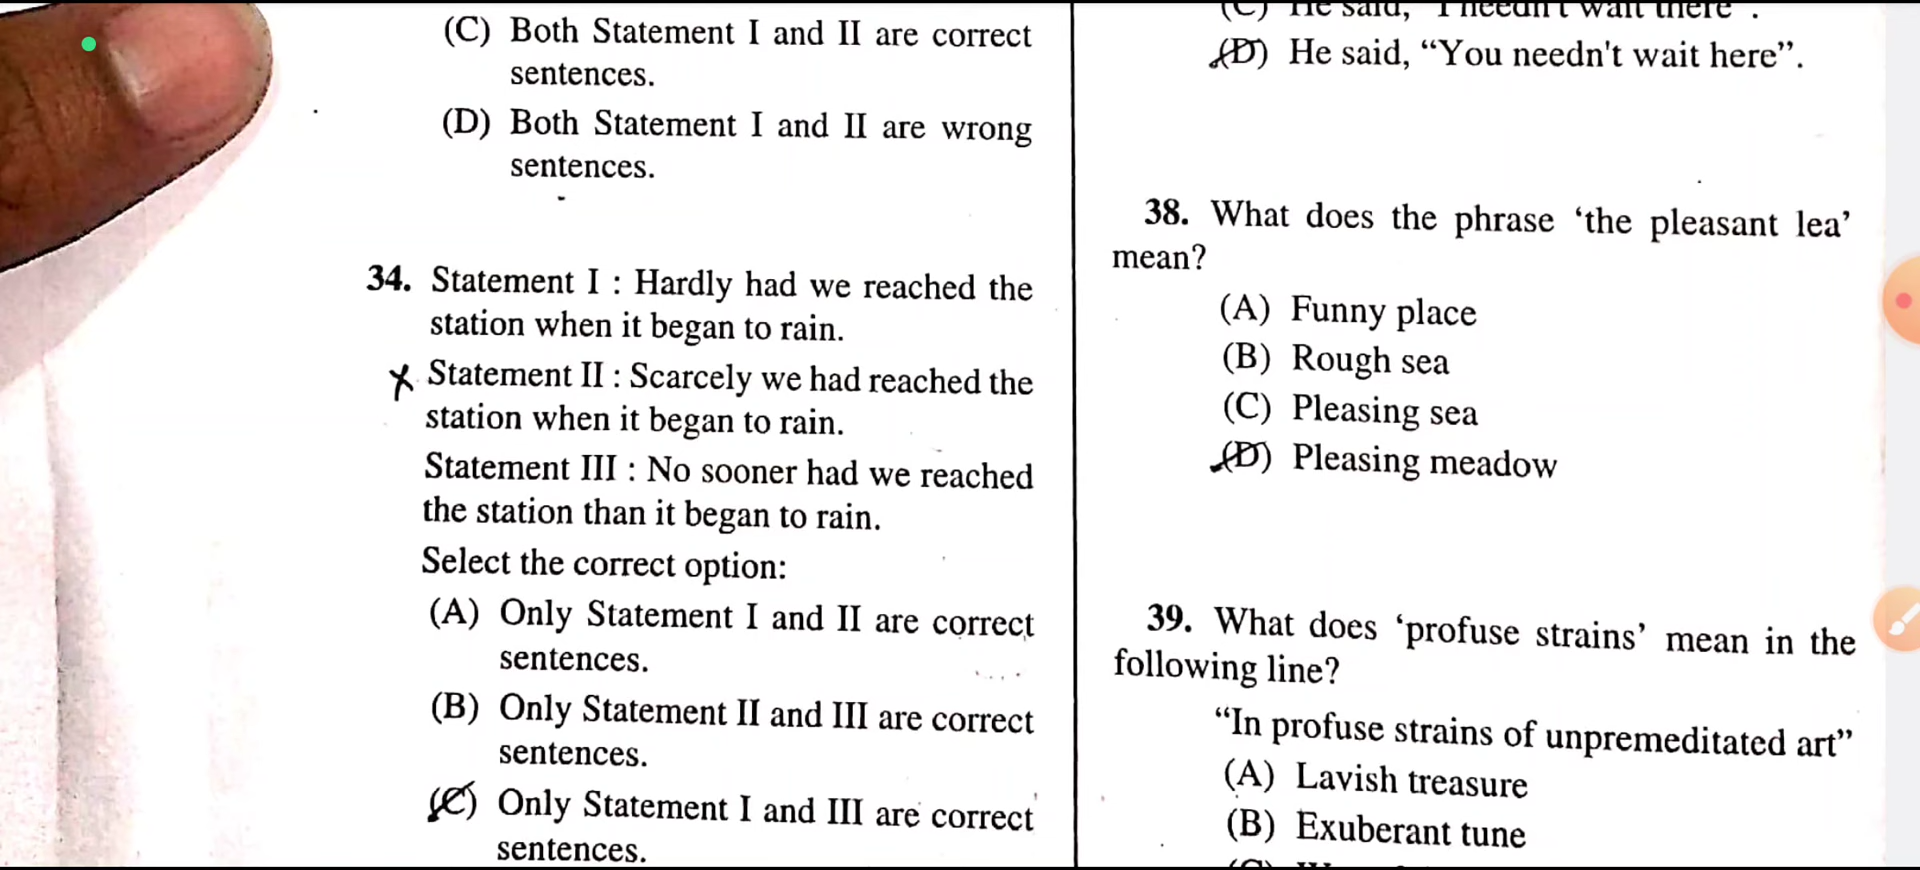 (C) Both Statement I and II are correct
sentences.
(D) Both Statement I and II are wrong
sentences.
34. Statement I : Hardly had we reached the
station when it began to rain.
Statement II : Scarcely we had reached the
station when it began to rain.
Statement III : No sooner had we reached
the station than it began to rain.
Select the correct option:
(A) Only Statement I and II are correct
sentences.
(B) Only Statement II and III are correct
sentences.
(C) Only Statement I and III are correct
sentences.
(C) He said, "I needn't wait there".
(D) He said, “You needn't wait here”.
38. What does the phrase ‘the pleasant lea’
mean?
(A) Funny place
(B) Rough sea
(C) Pleasing sea
(D) Pleasing meadow
39. What does ‘profuse strains’ mean in the
following line?
“In profuse strains of unpremeditated art”
(A) Lavish treasure
(B) Exuberant tune